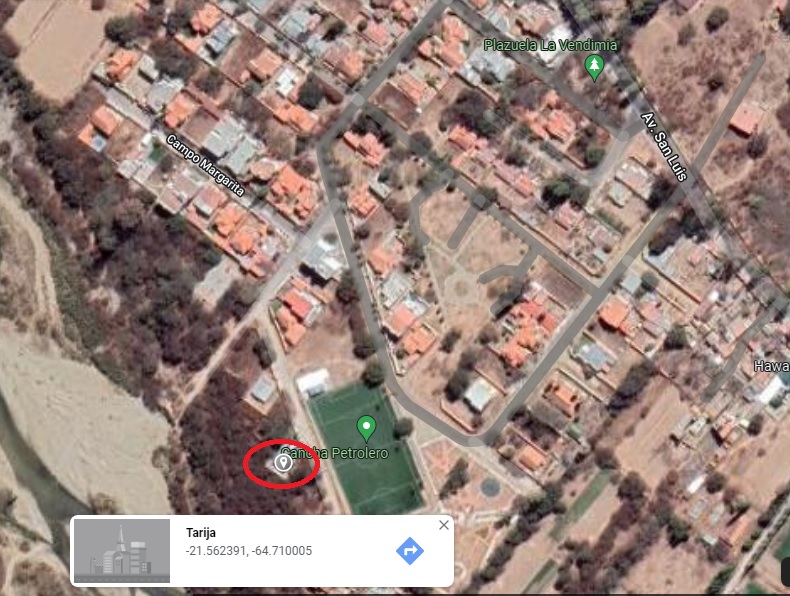 Plazuela La Vendimia
Av. San Luis
Campo Margarita
Hawa
Cancha Petrolero
Tarija
-21.562391, -64.710005